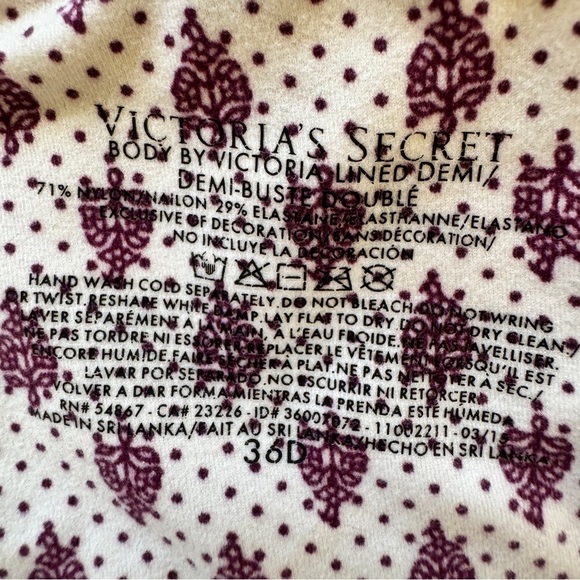 VICTORIA'S SECRET
BODY BY VICTORIA, LINED DEMI/
DEMI-BUSTE DOUBLÉ
71% NYLON/NAILON 29% ELASTANE/ELASTHANNE/ELASTANO
EXCLUSIVE OF DECORATION/SANS DÉCORATION/
NO INCLUYE LA DECORACIÓN
HAND WASH COLD SEPARATELY. DO NOT BLEACH. DO NOT WRING
OR TWIST. RESHAPE WHILE DAMP. LAY FLAT TO DRY. DO NOT DRY CLEAN./
LAVER SÉPARÉMENT À LA MAIN, À L'EAU FROIDE. NE PAS JAVELLISER.
NE PAS TORDRE NI ESSORER. REPLACER LE VÊTEMENT LORSQU'IL EST
ENCORE HUMIDE. FAIRE SÉCHER À PLAT. NE PAS NETTOYER À SEC./
LAVAR POR SEPARADO. NO ESCURRIR NI RETORCER.
VOLVER A DAR FORMA MIENTRAS LA PRENDA ESTÉ HÚMEDA
RN# 54867 - CA# 23226 - ID# 36007072 - 11002211 - 03/15
MADE IN SRI LANKA/FAIT AU SRI LANKA/HECHO EN SRI LANKA
36D